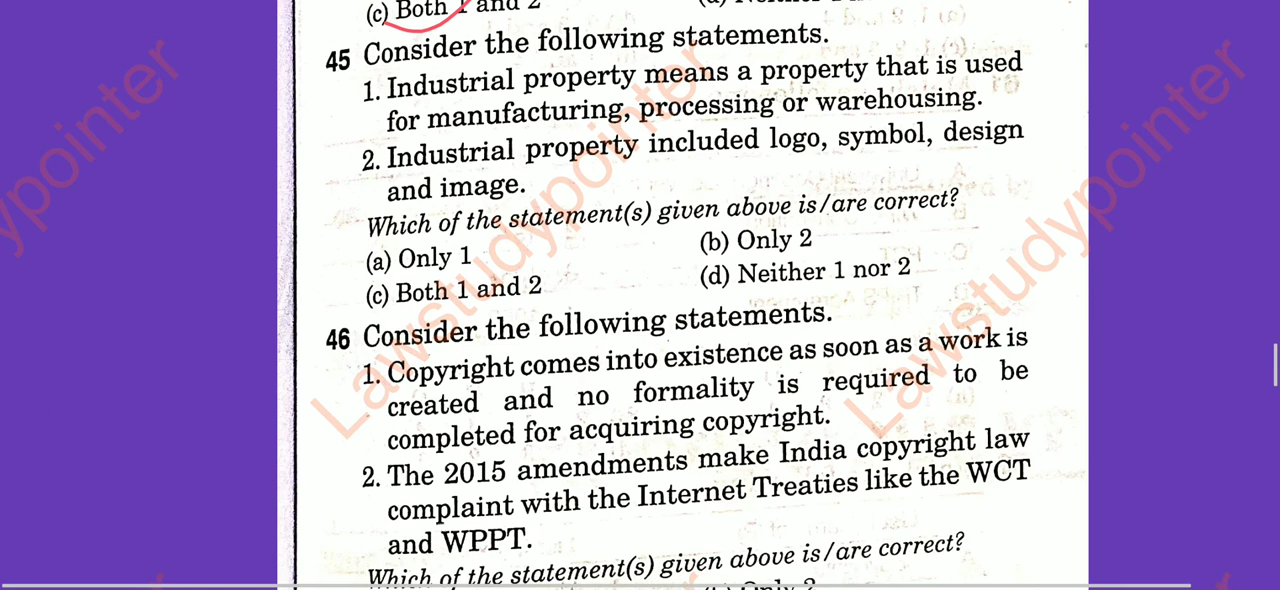 (c) Both 1 and 2
45 Consider the following statements.
1. Industrial property means a property that is used
for manufacturing, processing or warehousing.
2. Industrial property included logo, symbol, design
and image.
Which of the statement(s) given above is/are correct?
(a) Only 1 (b) Only 2
(c) Both 1 and 2 (d) Neither 1 nor 2
46 Consider the following statements.
1. Copyright comes into existence as soon as a work is
created and no formality is required to be
completed for acquiring copyright.
2. The 2015 amendments make India copyright law
complaint with the Internet Treaties like the WCT
and WPPT.
Which of the statement(s) given above is/are correct?
Lawstudypointer
Lawstudypointer
ypointer